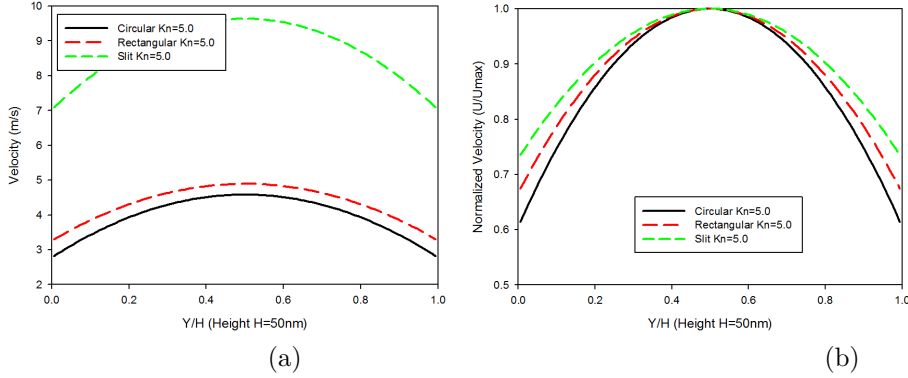 10
9
8
7
6
5
4
3
2
Velocity (m/s)
Circular Kn=5.0
Rectangular Kn=5.0
Slit Kn=5.0
0.0 0.2 0.4 0.6 0.8 1.0
Y/H (Height H=50nm)
(a)
1.0
0.9
0.8
0.7
0.6
0.5
Normalized Velocity (U/Umax)
Circular Kn=5.0
Rectangular Kn=5.0
Slit Kn=5.0
0.0 0.2 0.4 0.6 0.8 1.0
Y/H (Height H=50nm)
(b)